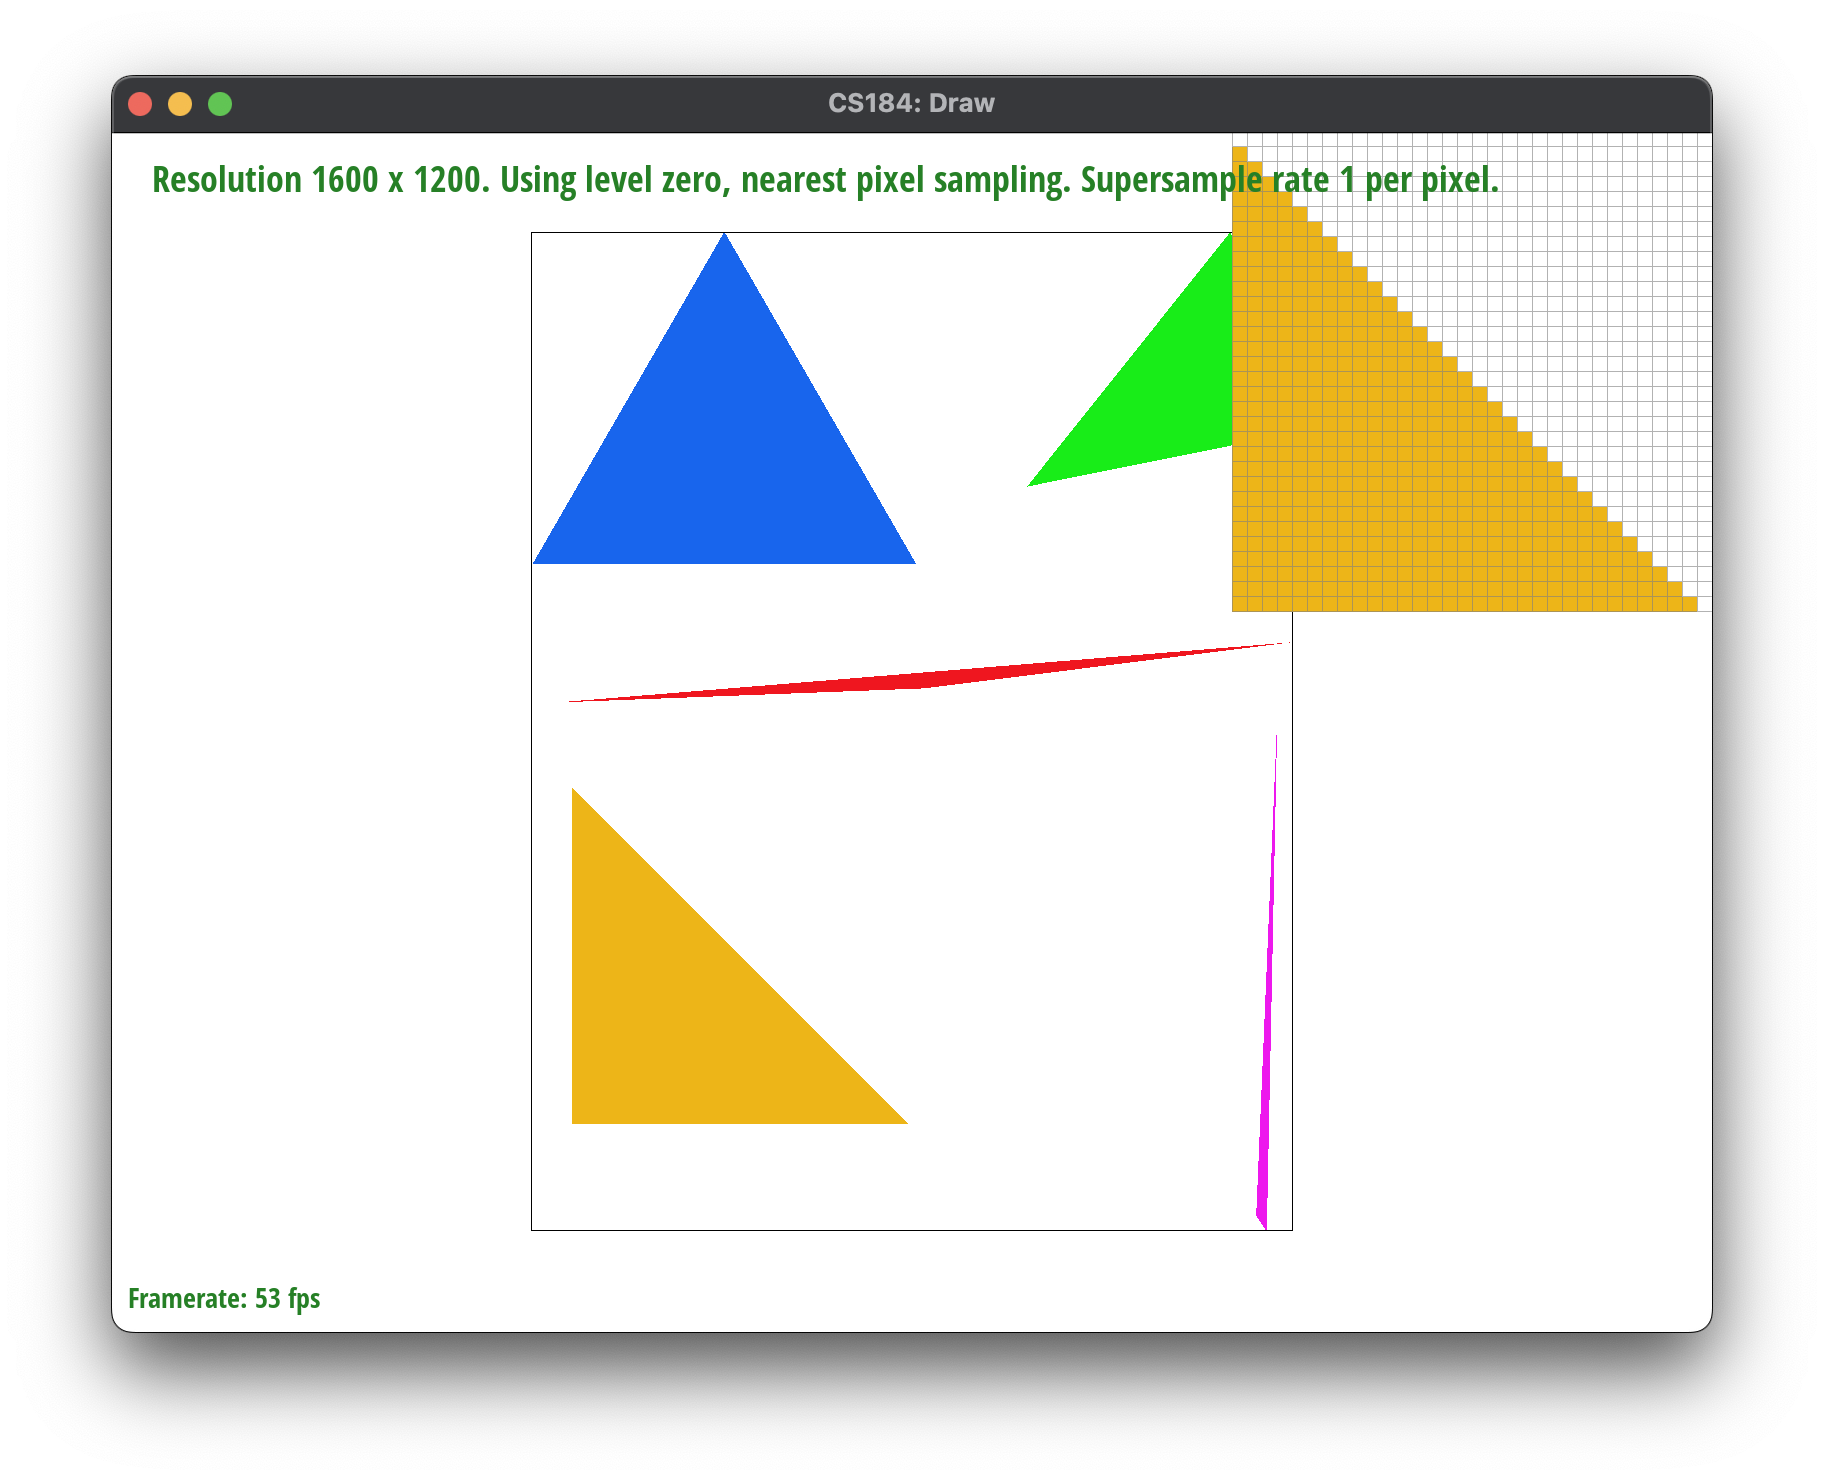 CS184: Draw
Resolution 1600 x 1200. Using level zero, nearest pixel sampling. Supersample rate 1 per pixel.
Framerate: 53 fps